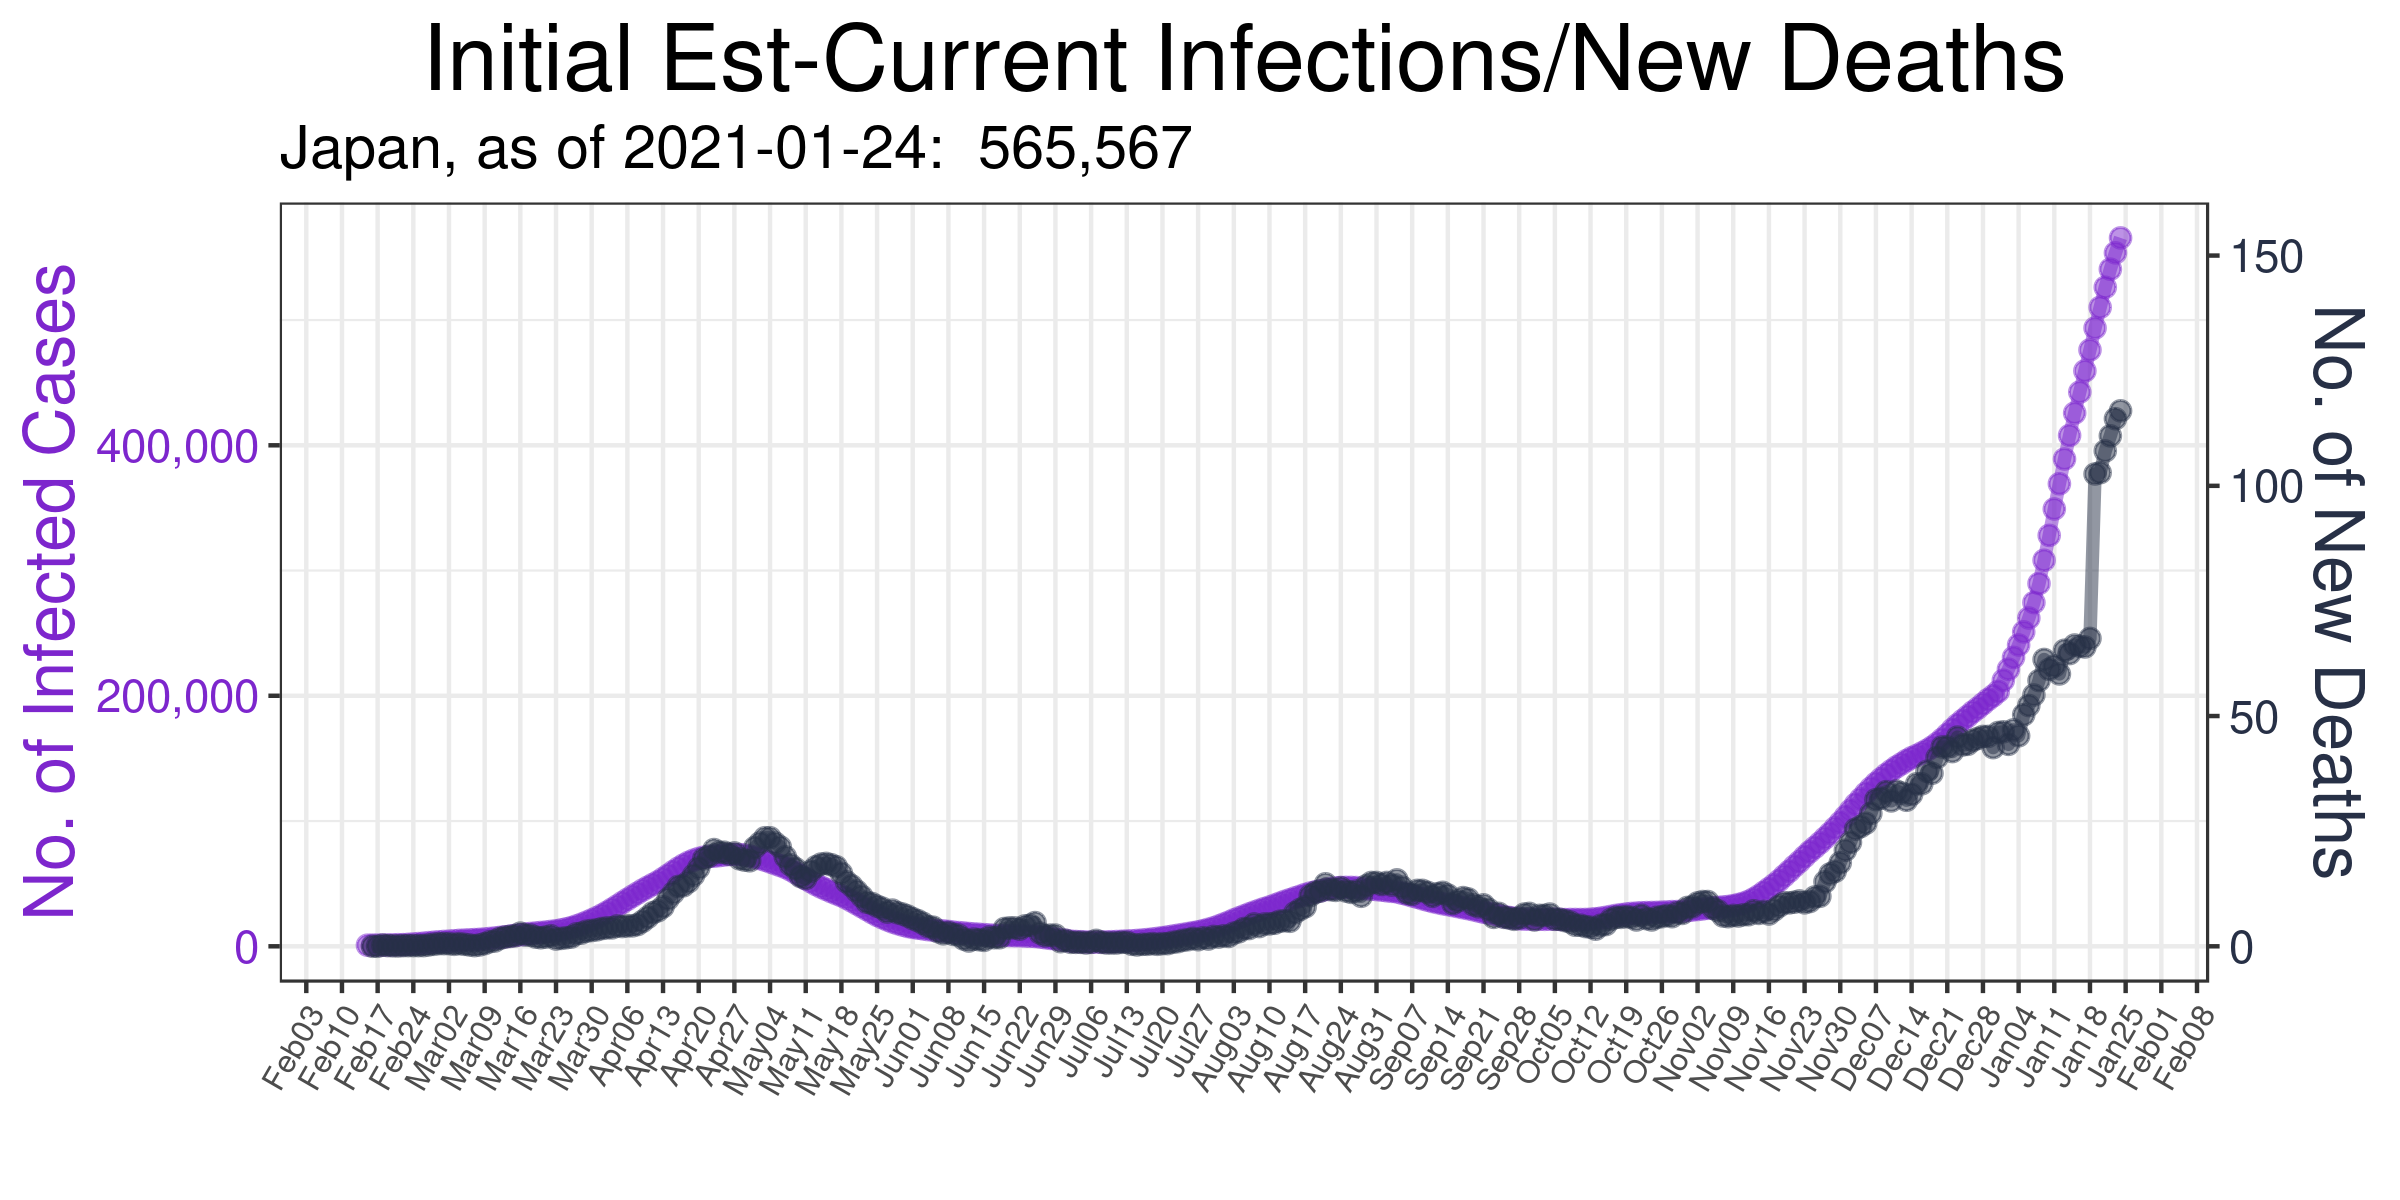 Initial Est-Current Infections/New Deaths
Japan, as of 2021-01-24:  565,567
No. of Infected Cases
400,000
200,000
0
150
100
50
0
No. of New Deaths
Feb03
Feb10
Feb17
Feb24
Mar02
Mar09
Mar16
Mar23
Mar30
Apr06
Apr13
Apr20
Apr27
May04
May11
May18
May25
Jun01
Jun08
Jun15
Jun22
Jun29
Jul06
Jul13
Jul20
Jul27
Aug03
Aug10
Aug17
Aug24
Aug31
Sep07
Sep14
Sep21
Sep28
Oct05
Oct12
Oct19
Oct26
Nov02
Nov09
Nov16
Nov23
Nov30
Dec07
Dec14
Dec21
Dec28
Jan04
Jan11
Jan18
Jan25
Feb01
Feb08